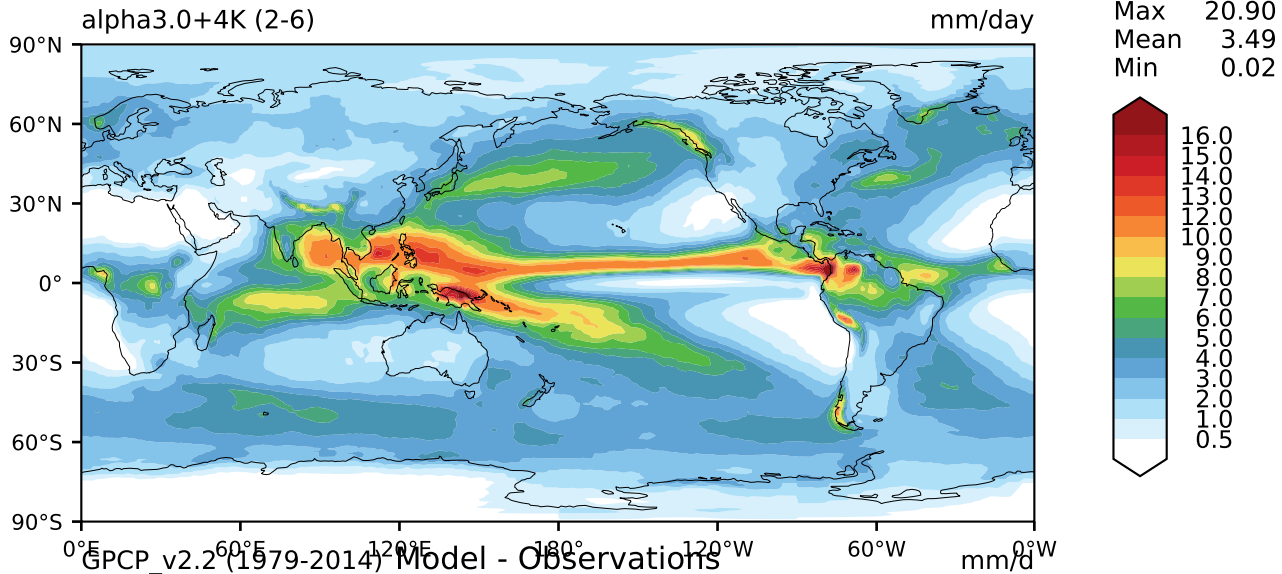 alpha3.0+4K (2-6)
mm/day
Max 20.90
Mean 3.49
Min 0.02
90°N
60°N
30°N
0°
30°S
60°S
90°S
16.0
15.0
14.0
13.0
12.0
10.0
9.0
8.0
7.0
6.0
5.0
4.0
3.0
2.0
1.0
0.5
0°E 60°E 120°E 180° 120°W 60°W 0°W
GPCP_v2.2 (1979-2014) Model - Observations mm/d